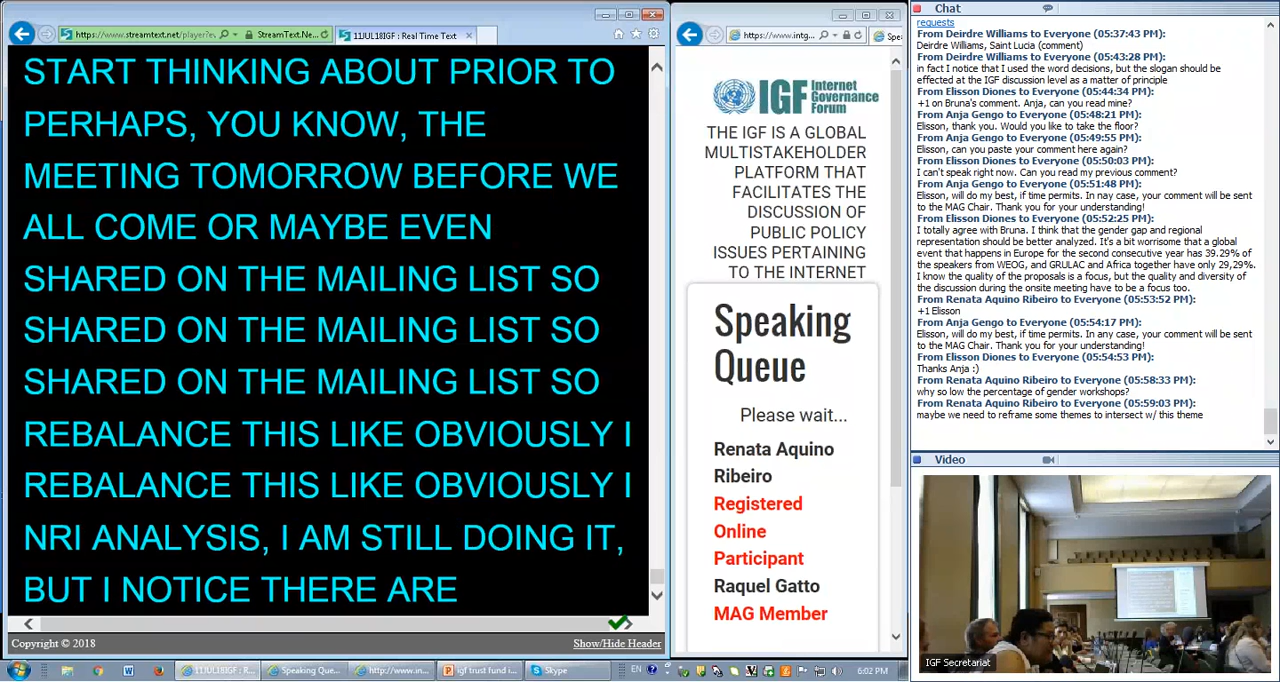 https://www.streamtext.net/player?ev
StreamText.Ne...
11JUL18IGF : Real Time Text
START THINKING ABOUT PRIOR TO
PERHAPS, YOU KNOW, THE
MEETING TOMORROW BEFORE WE
ALL COME OR MAYBE EVEN
SHARED ON THE MAILING LIST SO
SHARED ON THE MAILING LIST SO
SHARED ON THE MAILING LIST SO
REBALANCE THIS LIKE OBVIOUSLY I
REBALANCE THIS LIKE OBVIOUSLY I
NRI ANALYSIS, I AM STILL DOING IT,
BUT I NOTICE THERE ARE
Copyright © 2018
Show/Hide Header
https://www.intg
Spe
IGF Internet Governance Forum
THE IGF IS A GLOBAL
MULTISTAKEHOLDER
PLATFORM THAT
FACILITATES THE
DISCUSSION OF
PUBLIC POLICY
ISSUES PERTAINING
TO THE INTERNET
Speaking
Queue
Please wait...
Renata Aquino
Ribeiro
Registered
Online
Participant
Raquel Gatto
MAG Member
Chat
requests
From Deirdre Williams to Everyone (05:37:43 PM):
Deirdre Williams, Saint Lucia (comment)
From Deirdre Williams to Everyone (05:43:28 PM):
in fact I notice that I used the word decisions, but the slogan should be
effected at the IGF discussion level as a matter of principle
From Elisson Diones to Everyone (05:44:34 PM):
+1 on Bruna's comment. Anja, can you read mine?
From Anja Gengo to Everyone (05:48:21 PM):
Elisson, thank you. Would you like to take the floor?
From Anja Gengo to Everyone (05:49:55 PM):
Elisson, can you paste your comment here again?
From Elisson Diones to Everyone (05:50:03 PM):
I can't speak right now. Can you read my previous comment?
From Anja Gengo to Everyone (05:51:48 PM):
Elisson, will do my best, if time permits. In nay case, your comment will be sent
to the MAG Chair. Thank you for your understanding!
From Elisson Diones to Everyone (05:52:25 PM):
I totally agree with Bruna. I think that the gender gap and regional
representation should be better analyzed. It's a bit worrisome that a global
event that happens in Europe for the second consecutive year has 39.29% of
the speakers from WEOG, and GRULAC and Africa together have only 29,29%.
I know the quality of the proposals is a focus, but the quality and diversity of
the discussion during the onsite meeting have to be a focus too.
From Renata Aquino Ribeiro to Everyone (05:53:52 PM):
+1 Elisson
From Anja Gengo to Everyone (05:54:17 PM):
Elisson, will do my best, if time permits. In any case, your comment will be sent
to the MAG Chair. Thank you for your understanding!
From Elisson Diones to Everyone (05:54:53 PM):
Thanks Anja :)
From Renata Aquino Ribeiro to Everyone (05:58:33 PM):
why so low the percentage of gender workshops?
From Renata Aquino Ribeiro to Everyone (05:59:03 PM):
maybe we need to reframe some themes to intersect w/ this theme
Video
IGF Secretariat
11JUL18IGF : R...
Speaking Que...
http://www.in...
igf trust fund i...
Skype
EN
6:02 PM